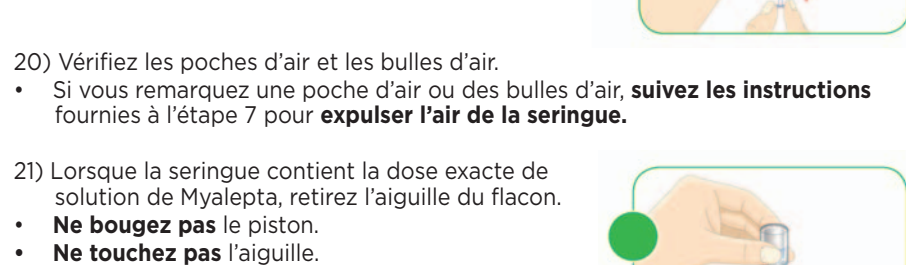 20) Vérifiez les poches d’air et les bulles d’air.
• Si vous remarquez une poche d’air ou des bulles d’air, suivez les instructions
fournies à l’étape 7 pour expulser l’air de la seringue.
21) Lorsque la seringue contient la dose exacte de
solution de Myalepta, retirez l’aiguille du flacon.
• Ne bougez pas le piston.
• Ne touchez pas l’aiguille.